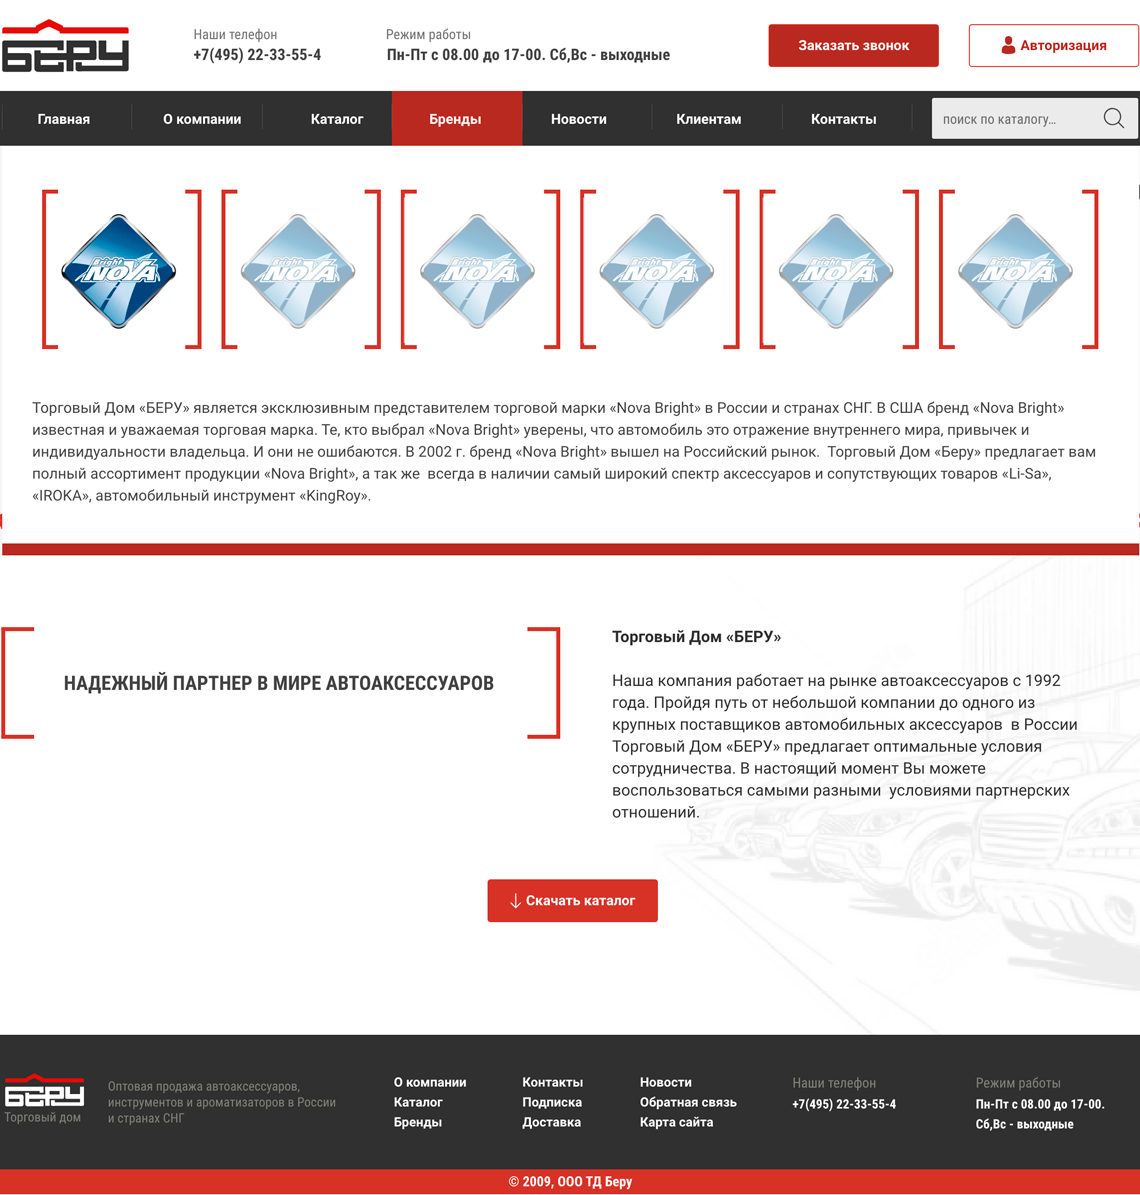 БЕРУ
Наши телефон
+7(495) 22-33-55-4
Режим работы
Пн-Пт с 08.00 до 17-00. Сб,Вс - выходные
Заказать звонок
Авторизация
Главная
О компании
Каталог
Бренды
Новости
Клиентам
Контакты
поиск по каталогу...
Bright
NOVA
Bright
NOVA
Bright
NOVA
Bright
NOVA
Bright
NOVA
Bright
NOVA
Торговый Дом «БЕРУ» является эксклюзивным представителем торговой марки «Nova Bright» в России и странах СНГ. В США бренд «Nova Bright»
известная и уважаемая торговая марка. Те, кто выбрал «Nova Bright» уверены, что автомобиль это отражение внутреннего мира, привычек и
индивидуальности владельца. И они не ошибаются. В 2002 г. бренд «Nova Bright» вышел на Российский рынок.  Торговый Дом «Беру» предлагает вам
полный ассортимент продукции «Nova Bright», а так же  всегда в наличии самый широкий спектр аксессуаров и сопутствующих товаров «Li-Sa»,
«IROKA», автомобильный инструмент «KingRoy».
НАДЕЖНЫЙ ПАРТНЕР В МИРЕ АВТОАКСЕССУАРОВ
Торговый Дом «БЕРУ»
Наша компания работает на рынке автоаксессуаров с 1992
года. Пройдя путь от небольшой компании до одного из
крупных поставщиков автомобильных аксессуаров  в России
Торговый Дом «БЕРУ» предлагает оптимальные условия
сотрудничества. В настоящий момент Вы можете
воспользоваться самыми разными  условиями партнерских
отношений.
Скачать каталог
БЕРУ
Торговый дом
Оптовая продажа автоаксессуаров,
инструментов и ароматизаторов в России
и странах СНГ
О компании
Каталог
Бренды
Контакты
Подписка
Доставка
Новости
Обратная связь
Карта сайта
Наши телефон
+7(495) 22-33-55-4
Режим работы
Пн-Пт с 08.00 до 17-00.
Сб,Вс - выходные
© 2009, ООО ТД Беру